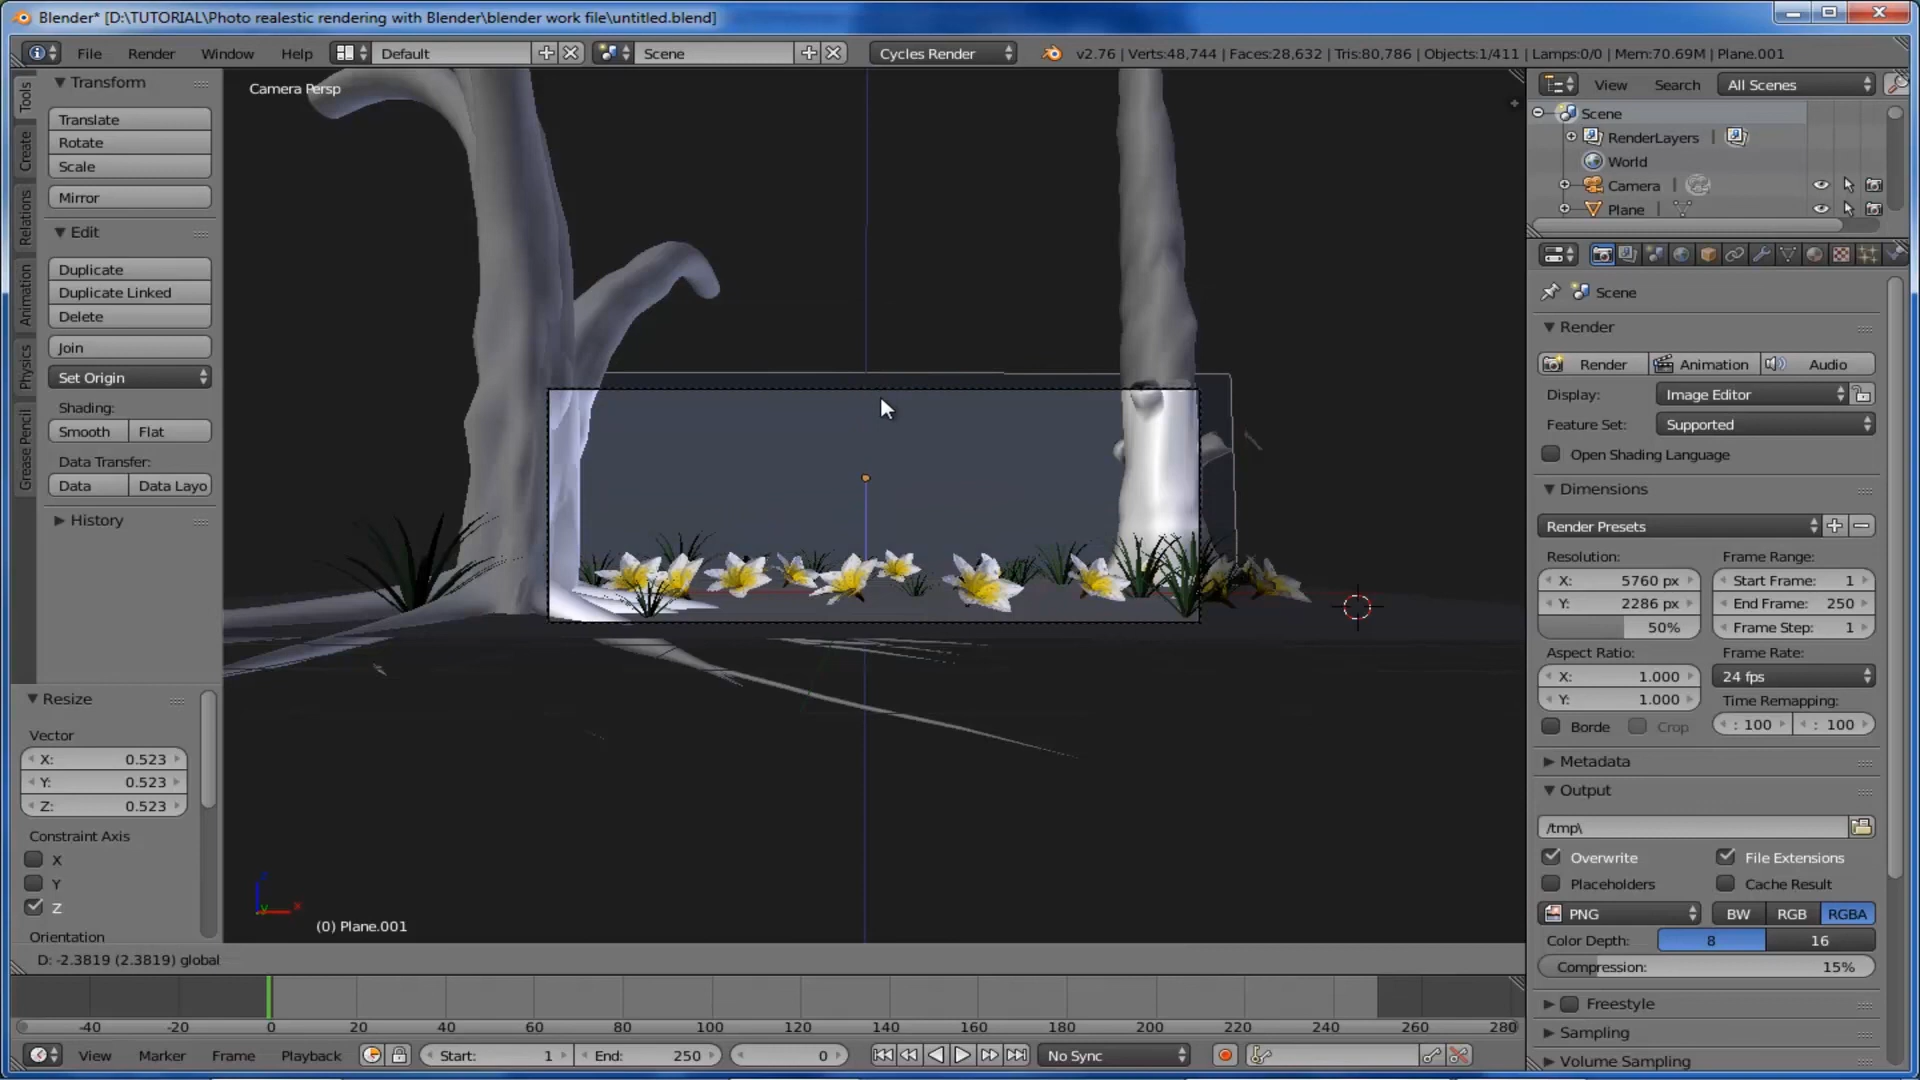 Blender* [D:\TUTORIAL\Photo realestic rendering with Blender\blender work file\untitled.blend]
File Render Window Help Default Scene Cycles Render v2.76 | Verts:48,744 | Faces:28,632 | Tris:80,786 | Objects:1/411 | Lamps:0/0 | Mem:70.69M | Plane.001
Tools
Create
Relations
Animation
Physics
Grease Pencil
Transform
Translate
Rotate
Scale
Mirror
Edit
Duplicate
Duplicate Linked
Delete
Join
Set Origin
Shading:
Smooth Flat
Data Transfer:
Data Data Layo
History
Resize
Vector
X: 0.523
Y: 0.523
Z: 0.523
Constraint Axis
X
Y
Z
Orientation
Camera Persp
(0) Plane.001
D: -2.3819 (2.3819) global
-40 -20 0 20 40 60 80 100 120 140 160 180 200 220 240 260 280
View Marker Frame Playback Start: 1 End: 250 0 No Sync
View Search All Scenes
Scene
RenderLayers |
World
Camera |
Plane |
Scene
Render
Render Animation Audio
Display: Image Editor
Feature Set: Supported
Open Shading Language
Dimensions
Render Presets
Resolution: Frame Range:
X: 5760 px Start Frame: 1
Y: 2286 px End Frame: 250
50% Frame Step: 1
Aspect Ratio: Frame Rate:
X: 1.000 24 fps
Y: 1.000 Time Remapping:
Borde Crop : 100 : 100
Metadata
Output
/tmp\
Overwrite File Extensions
Placeholders Cache Result
PNG BW RGB RGBA
Color Depth: 8 16
Compression: 15%
Freestyle
Sampling
Volume Sampling